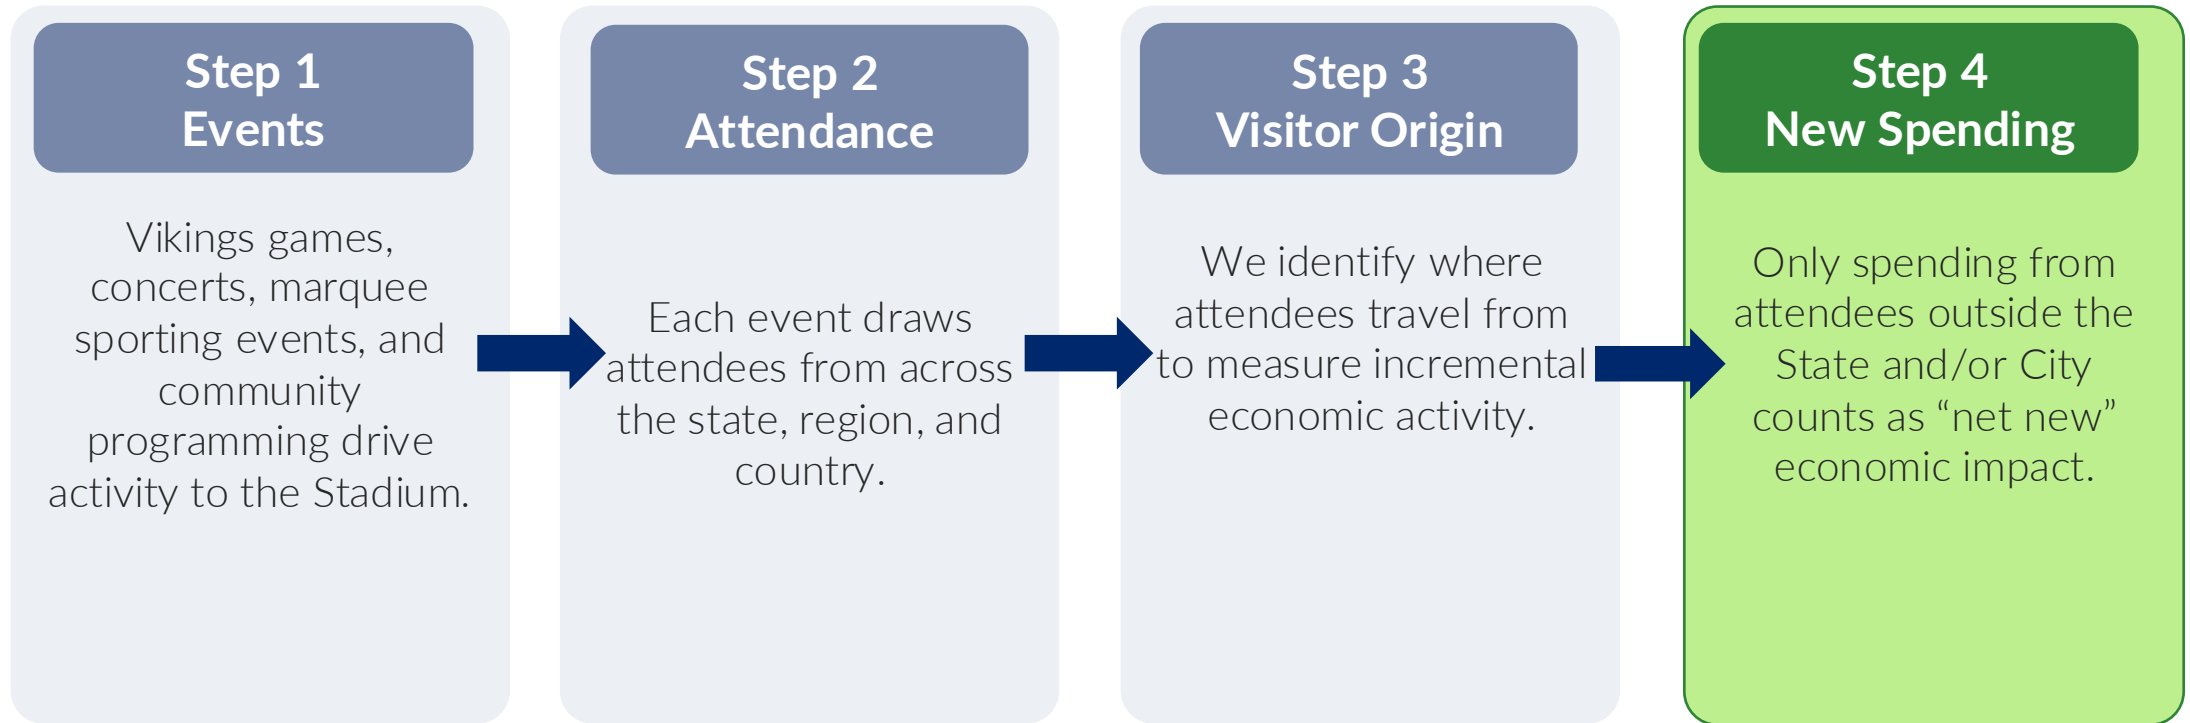 Step 1
Events
Vikings games,
concerts, marquee
sporting events, and
community
programming drive
activity to the Stadium.
Step 2
Attendance
Each event draws
attendees from across
the state, region, and
country.
Step 3
Visitor Origin
We identify where
attendees travel from
to measure incremental
economic activity.
Step 4
New Spending
Only spending from
attendees outside the
State and/or City
counts as “net new”
economic impact.